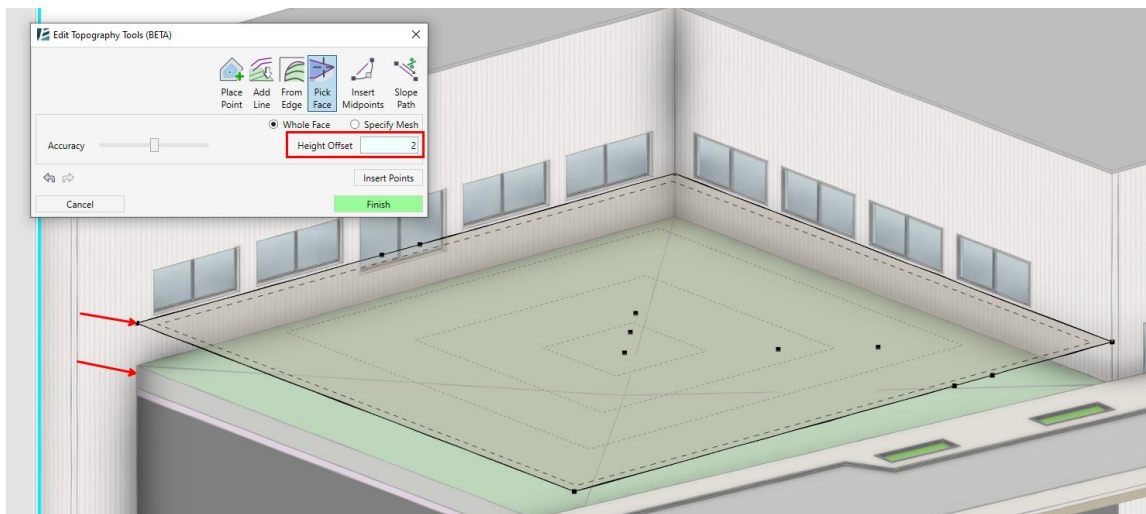 Edit Topography Tools (BETA)
Place Point
Add Line
From Edge
Pick Face
Insert Midpoints
Slope Path
Whole Face
Specify Mesh
Accuracy
Height Offset
2
Insert Points
Cancel
Finish